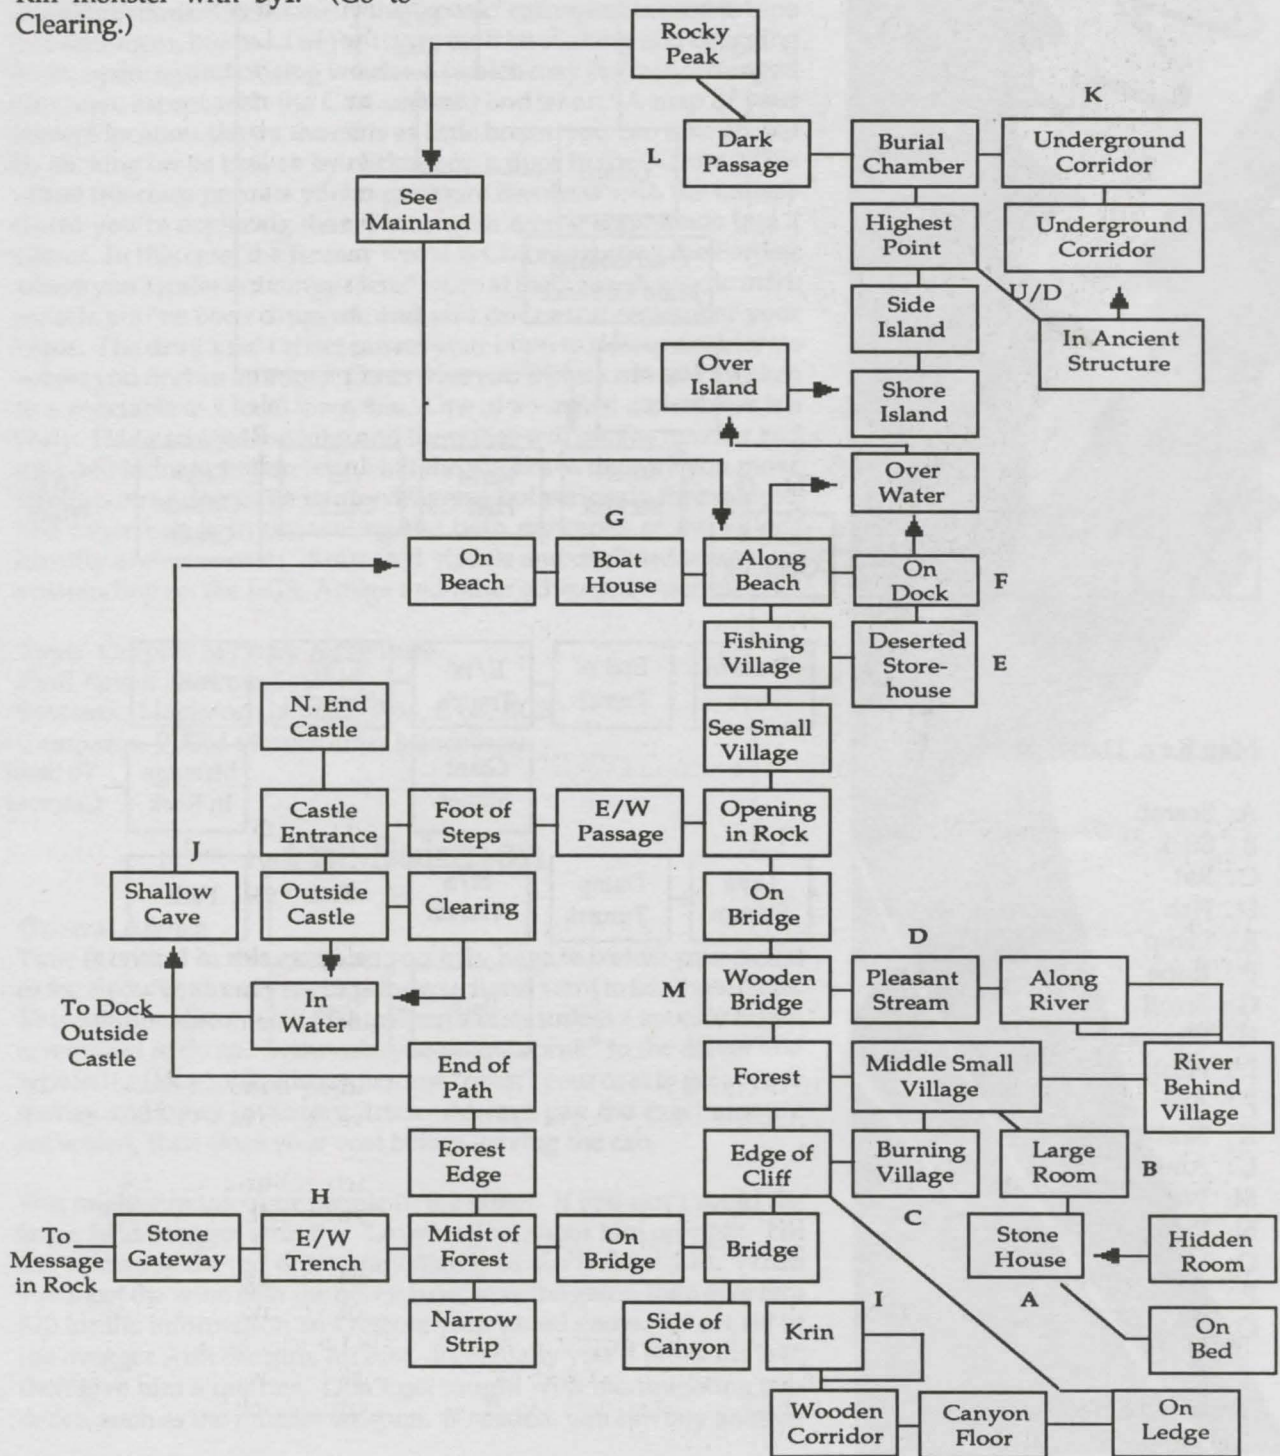 Clearing.)
Rocky
Peak
K
L
Dark
Passage
Burial
Chamber
Underground
Corridor
See
Mainland
Highest
Point
Underground
Corridor
U/D
Side
Island
In Ancient
Structure
Over
Island
Shore
Island
Over
Water
G
On
Beach
Boat
House
Along
Beach
On
Dock
F
Fishing
Village
Deserted
Store-
house
E
N. End
Castle
See Small
Village
Castle
Entrance
Foot of
Steps
E/W
Passage
Opening
in Rock
J
Shallow
Cave
Outside
Castle
Clearing
On
Bridge
D
M
Wooden
Bridge
Pleasant
Stream
Along
River
To Dock
Outside
Castle
In
Water
End of
Path
Forest
Middle Small
Village
River
Behind
Village
Forest
Edge
Edge of
Cliff
Burning
Village
Large
Room
B
H
C
To
Message
in Rock
Stone
Gateway
E/W
Trench
Midst of
Forest
On
Bridge
Bridge
Stone
House
Hidden
Room
A
I
Narrow
Strip
Side of
Canyon
Krin
On
Bed
Wooden
Corridor
Canyon
Floor
On
Ledge